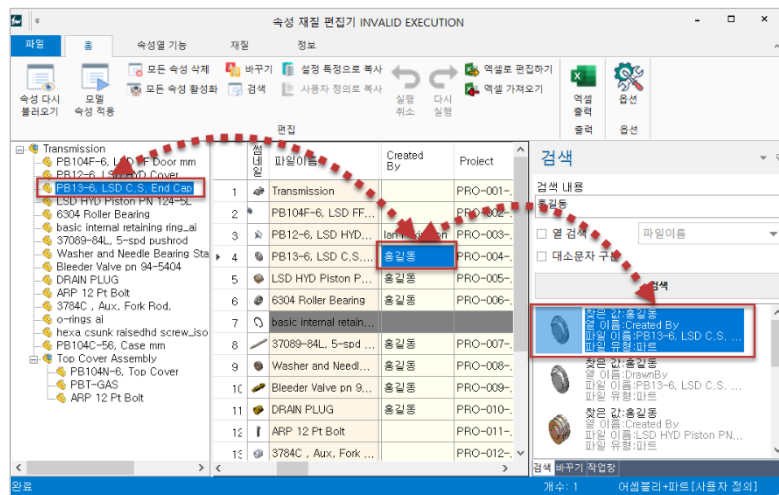 속성 재질 편집기 INVALID EXECUTION
파일
홈
속성열 기능
재질
정보
속성 다시
불러오기
모델
속성 적용
모든 속성 삭제
모든 속성 활성화
바꾸기
검색
설정 특정으로 복사
사용자 정의로 복사
실행
취소
다시
실행
엑셀로 편집하기
엑셀 가져오기
편집
엑셀
출력
출력
옵션
옵션
Transmission
PB104F-6, LSD FF Door mm
PB12-6, LSD HYD Cover
PB13-6, LSD C,S, End Cap
LSD HYD Piston PN 124-5L
6304 Roller Bearing
basic internal retaining ring_ai
37089-84L, 5-spd pushrod
Washer and Needle Bearing Sta
Bleeder Valve pn 94-5404
DRAIN PLUG
ARP 12 Pt Bolt
3784C , Aux, Fork Rod,
o-rings ai
hexa csunk raisedhd screw_iso
PB104C-56, Case mm
Top Cover Assembly
PB104N-6, Top Cover
PBT-GAS
ARP 12 Pt Bolt
썸네일
파일이름
Created By
Project
1 Transmission PRO-001-.
2 PB104F-6, LSD FF... PRO-002-.
3 PB12-6, LSD HYD... PRO-003-.
4 PB13-6, LSD C,S,... 홍길동 PRO-004-.
5 LSD HYD Piston P... 홍길동 PRO-005-.
6 6304 Roller Bearing 홍길동 PRO-006-.
7 basic internal retain...
8 37089-84L, 5-spd ... 홍길동 PRO-007-.
9 Washer and Needl... 홍길동 PRO-008-.
10 Bleeder Valve pn 9... 홍길동 PRO-009-.
11 DRAIN PLUG 홍길동 PRO-010-.
12 ARP 12 Pt Bolt PRO-011-.
13 3784C , Aux, Fork ... 홍길동 PRO-012-.
검색
검색 내용
홍길동
열 검색
파일이름
대소문자 구분
검색
찾은 값:홍길동
열 이름:Created By
파일 이름:PB13-6, LSD C,S, ...
파일 유형:파트
찾은 값:홍길동
열 이름:DrawnBy
파일 이름:PB13-6, LSD C,S, ...
파일 유형:파트
찾은 값:홍길동
열 이름:Created By
파일 이름:LSD HYD Piston PN...
파일 유형:파트
검색 바꾸기 작업창
완료
개수: 1
어셈블리+파트[사용자 정의]